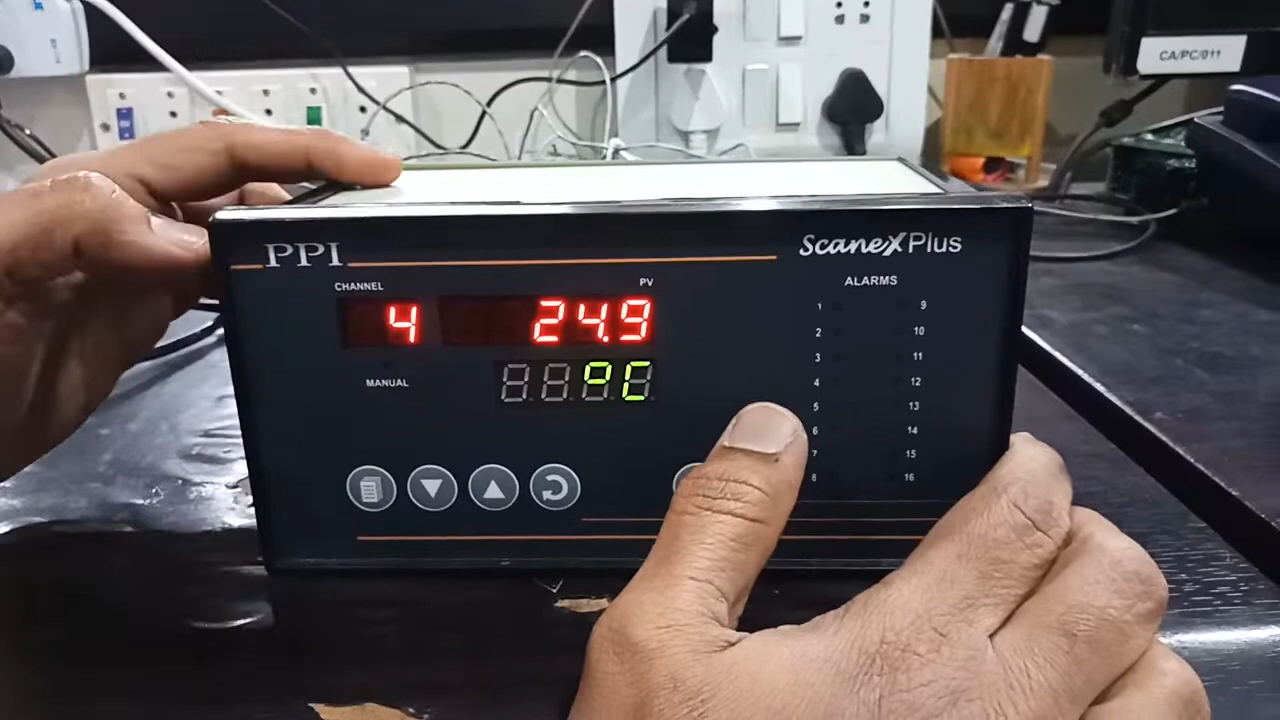 CA/PC/011
PPI
ScaneX Plus
CHANNEL
PV
ALARMS
4
24.9
1
9
2
10
3
11
MANUAL
°C
4
12
5
13
6
14
7
15
8
16